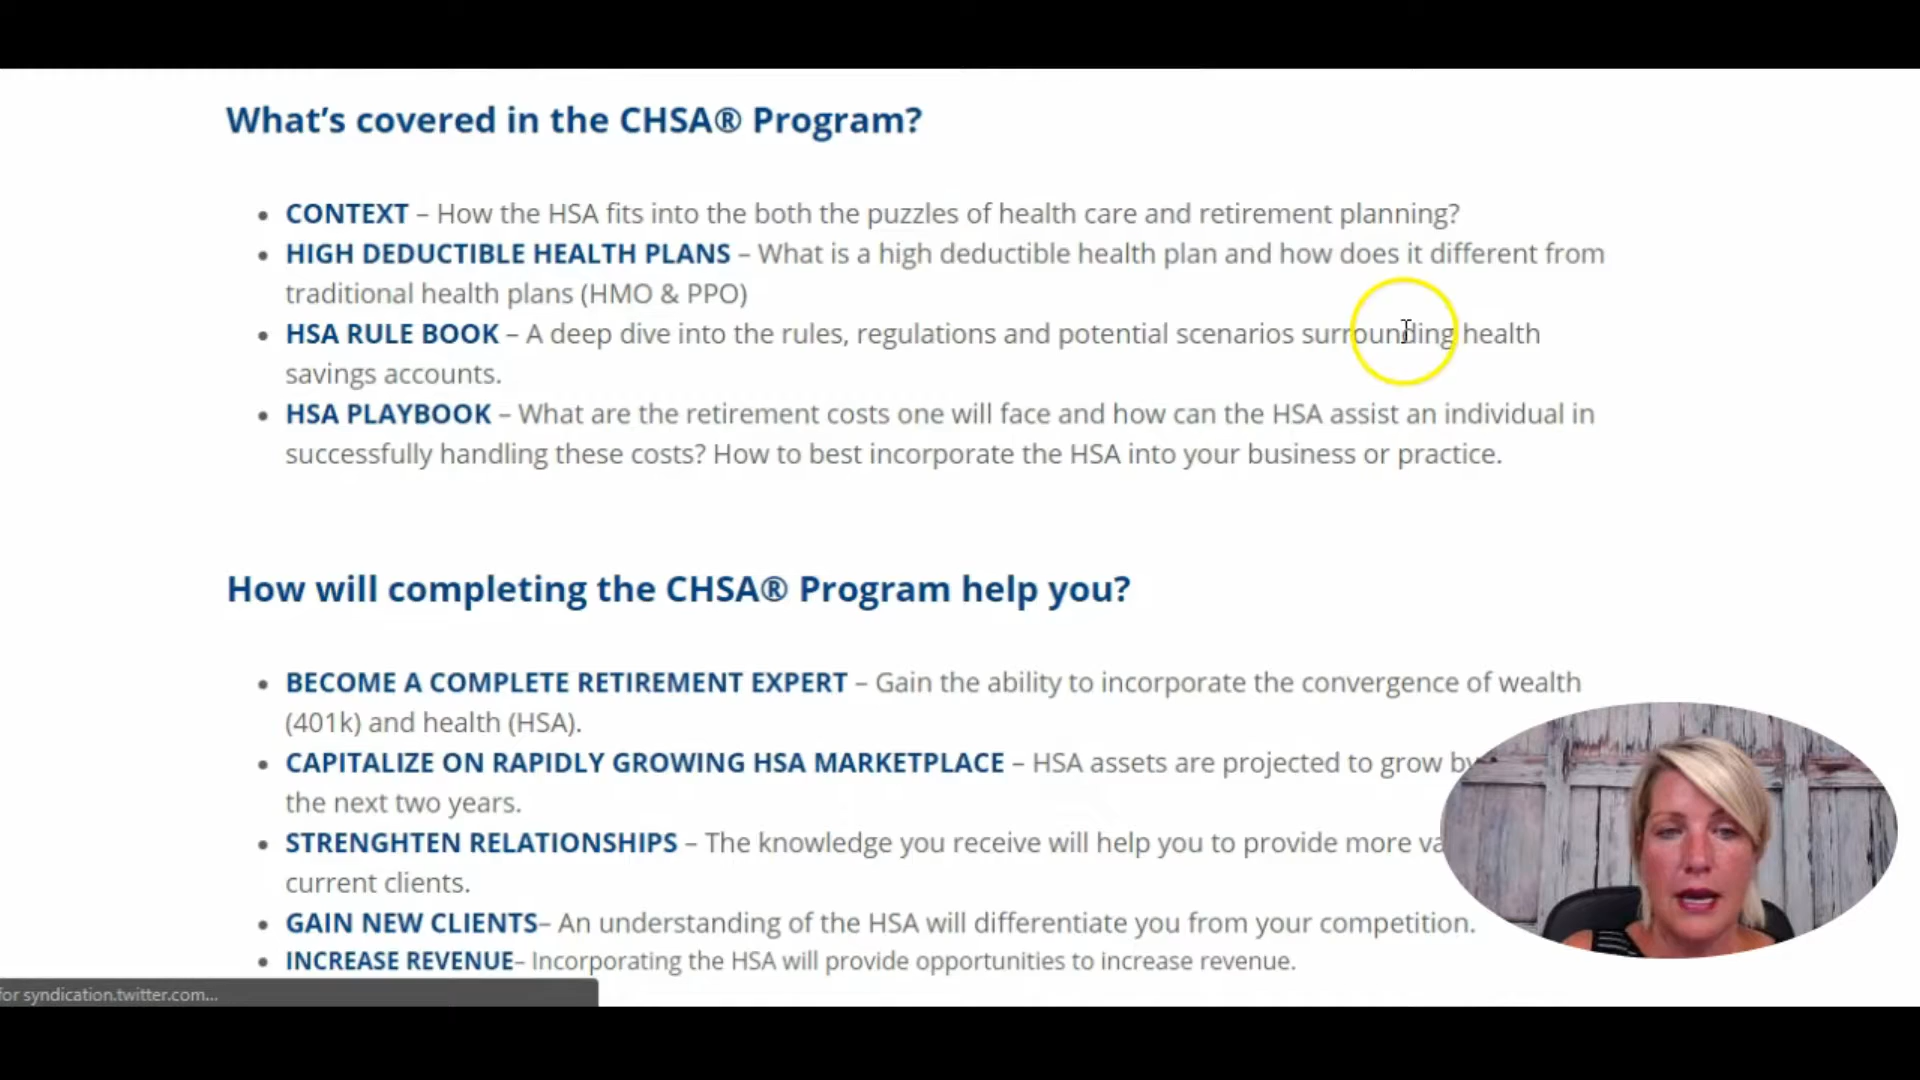 What's covered in the CHSA® Program?
CONTEXT – How the HSA fits into the both the puzzles of health care and retirement planning?
HIGH DEDUCTIBLE HEALTH PLANS – What is a high deductible health plan and how does it different from
traditional health plans (HMO & PPO)
HSA RULE BOOK – A deep dive into the rules, regulations and potential scenarios surrounding health
savings accounts.
HSA PLAYBOOK – What are the retirement costs one will face and how can the HSA assist an individual in
successfully handling these costs? How to best incorporate the HSA into your business or practice.
How will completing the CHSA® Program help you?
BECOME A COMPLETE RETIREMENT EXPERT – Gain the ability to incorporate the convergence of wealth
(401k) and health (HSA).
CAPITALIZE ON RAPIDLY GROWING HSA MARKETPLACE – HSA assets are projected to grow by
the next two years.
STRENGHTEN RELATIONSHIPS – The knowledge you receive will help you to provide more
current clients.
GAIN NEW CLIENTS– An understanding of the HSA will differentiate you from your competition.
INCREASE REVENUE– Incorporating the HSA will provide opportunities to increase revenue.
for syndication.twitter.com...